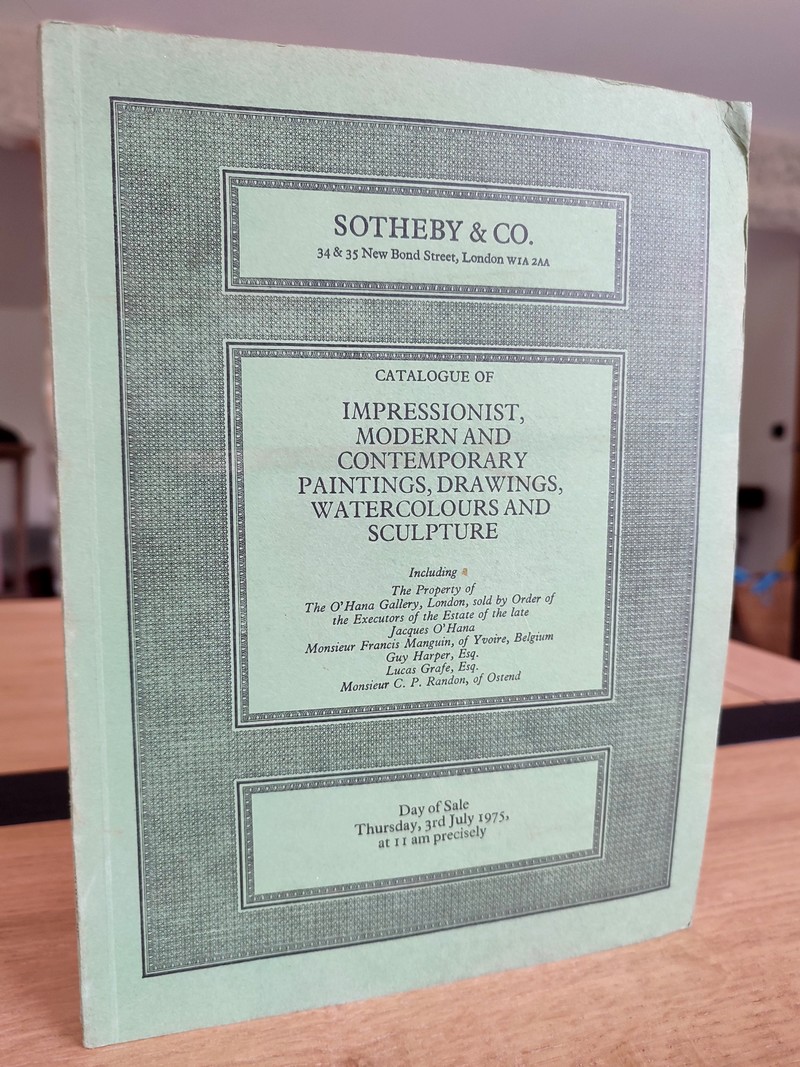 SOTHEBY & CO.
34 & 35 New Bond Street, London W1A 2AA
CATALOGUE OF
IMPRESSIONIST,
MODERN AND
CONTEMPORARY
PAINTINGS, DRAWINGS,
WATERCOLOURS AND
SCULPTURE
Including
The Property of
The O'Hana Gallery, London, sold by Order of
the Executors of the Estate of the late
Jacques O'Hana
Monsieur Francis Manguin, of Yvoire, Belgium
Guy Harper, Esq.
Lucas Grafe, Esq.
Monsieur C. P. Randon, of Ostend
Day of Sale
Thursday, 3rd July 1975,
at 11 am precisely